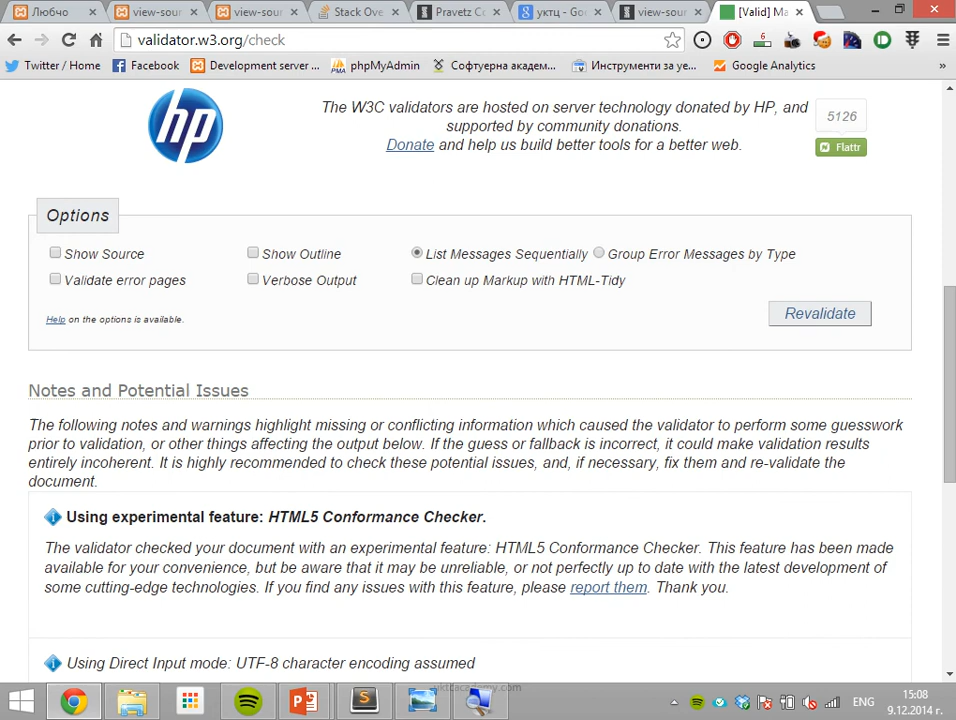 Любчо
view-sour
view-sour
Stack Ove
Pravetz Co
уктц - Goo
view-sour
[Valid] Ma
validator.w3.org/check
6
Twitter / Home
Facebook
Development server ...
phpMyAdmin
Софтуерна академ...
Инструменти за уе...
Google Analytics
»
hp
The W3C validators are hosted on server technology donated by HP, and
supported by community donations.
Donate and help us build better tools for a better web.
5126
Flattr
Options
Show Source
Show Outline
List Messages Sequentially
Group Error Messages by Type
Validate error pages
Verbose Output
Clean up Markup with HTML-Tidy
Help on the options is available.
Revalidate
Notes and Potential Issues
The following notes and warnings highlight missing or conflicting information which caused the validator to perform some guesswork
prior to validation, or other things affecting the output below. If the guess or fallback is incorrect, it could make validation results
entirely incoherent. It is highly recommended to check these potential issues, and, if necessary, fix them and re-validate the
document.
Using experimental feature: HTML5 Conformance Checker.
The validator checked your document with an experimental feature: HTML5 Conformance Checker. This feature has been made
available for your convenience, but be aware that it may be unreliable, or not perfectly up to date with the latest development of
some cutting-edge technologies. If you find any issues with this feature, please report them. Thank you.
Using Direct Input mode: UTF-8 character encoding assumed
uktcacademy.com
ENG
15:08
9.12.2014 г.